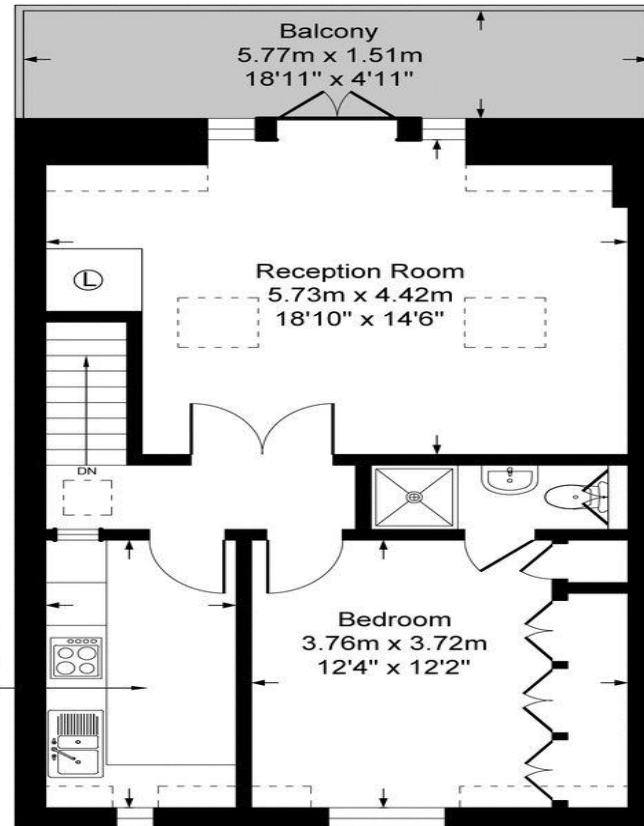 Balcony
5.77m x 1.51m
18'11" x 4'11"
Reception Room
5.73m x 4.42m
18'10" x 14'6"
L
DN
Bedroom
3.76m x 3.72m
12'4" x 12'2"